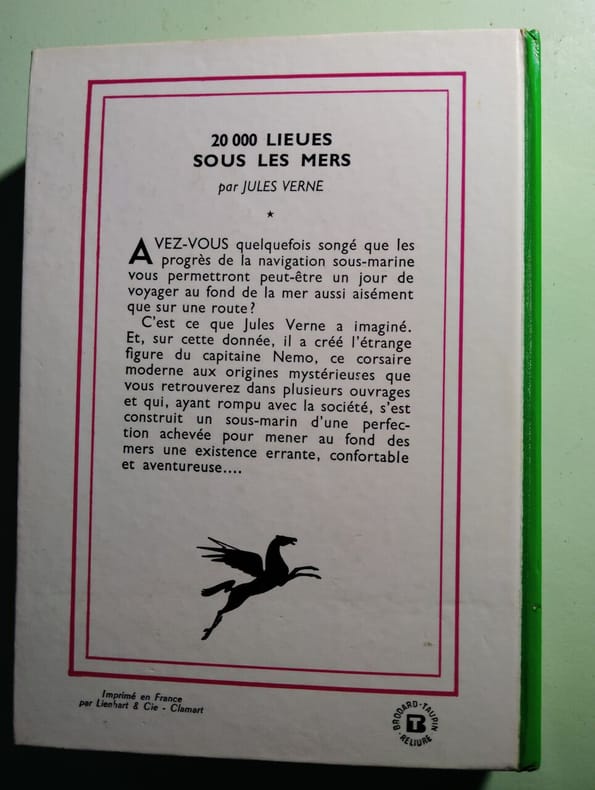 20 000 LIEUES
SOUS LES MERS
par JULES VERNE
AVEZ-VOUS quelquefois songé que les
progrès de la navigation sous-marine
vous permettront peut-être un jour de
voyager au fond de la mer aussi aisément
que sur une route?
C'est ce que Jules Verne a imaginé.
Et, sur cette donnée, il a créé l'étrange
figure du capitaine Nemo, ce corsaire
moderne aux origines mystérieuses que
vous retrouverez dans plusieurs ouvrages
et qui, ayant rompu avec la société, s'est
construit un sous-marin d'une perfec-
tion achevée pour mener au fond des
mers une existence errante, confortable
et aventureuse....
Imprimé en France
par Lienhart & Cie - Clamart
BRODARD-TAUPIN
BT
RELIURE